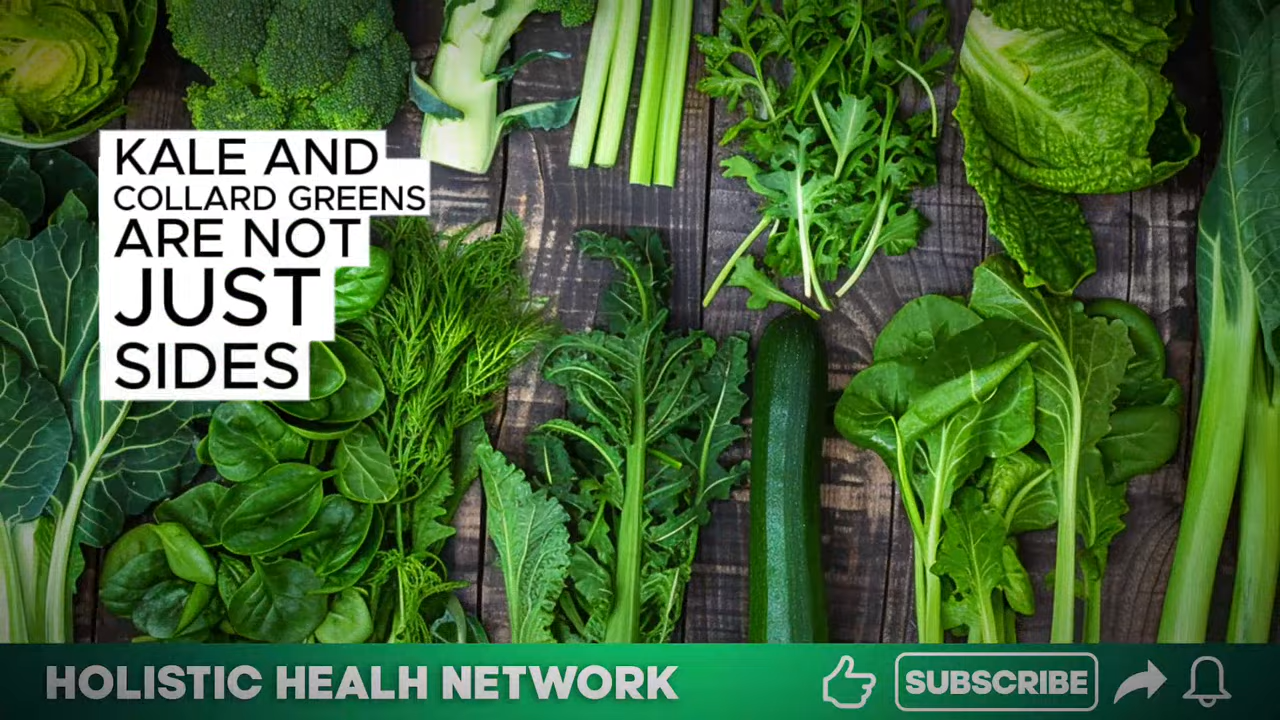 KALE AND
COLLARD GREENS
ARE NOT
JUST
SIDES
HOLISTIC HEALH NETWORK
SUBSCRIBE